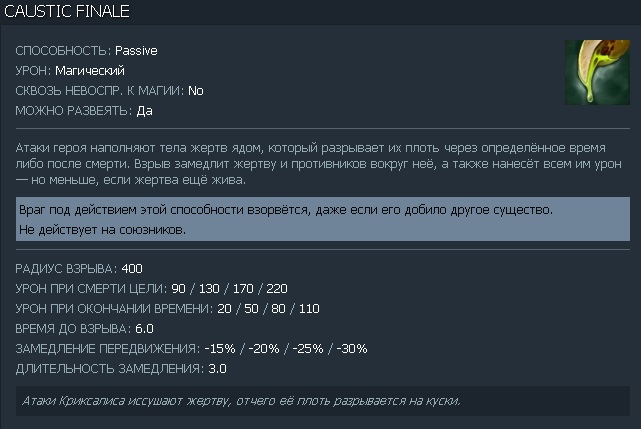 CAUSTIC FINALE
СПОСОБНОСТЬ: Passive
УРОН: Магический
СКВОЗЬ НЕВОСПР. К МАГИИ: No
МОЖНО РАЗВЕЯТЬ: Да
Атаки героя наполняют тела жертв ядом, который разрывает их плоть через определённое время
либо после смерти. Взрыв замедлит жертву и противников вокруг неё, а также нанесёт всем им урон
— но меньше, если жертва ещё жива.
Враг под действием этой способности взорвётся, даже если его добило другое существо.
Не действует на союзников.
РАДИУС ВЗРЫВА: 400
УРОН ПРИ СМЕРТИ ЦЕЛИ: 90 / 130 / 170 / 220
УРОН ПРИ ОКОНЧАНИИ ВРЕМЕНИ: 20 / 50 / 80 / 110
ВРЕМЯ ДО ВЗРЫВА: 6.0
ЗАМЕДЛЕНИЕ ПЕРЕДВИЖЕНИЯ: -15% / -20% / -25% / -30%
ДЛИТЕЛЬНОСТЬ ЗАМЕДЛЕНИЯ: 3.0
Атаки Криксалиса иссушают жертву, отчего её плоть разрывается на куски.